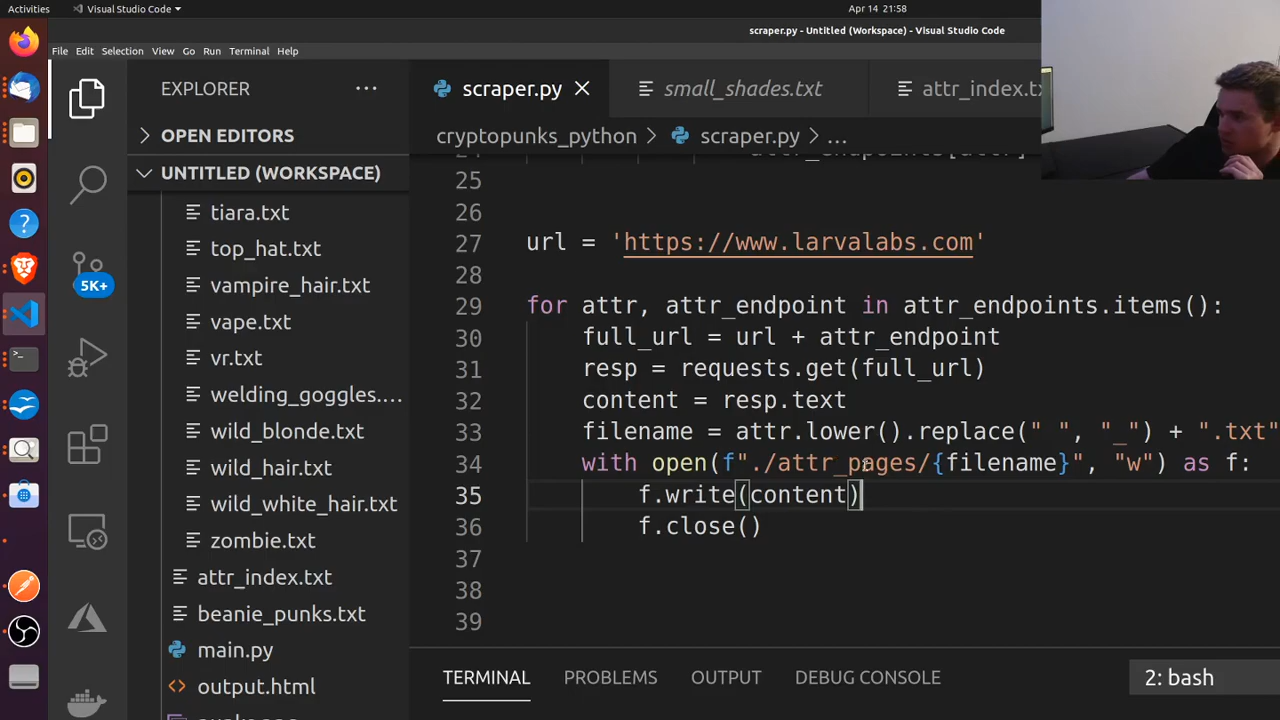 Activities
Visual Studio Code
Apr 14 21:58
scraper.py - Untitled (Workspace) - Visual Studio Code
File Edit Selection View Go Run Terminal Help
EXPLORER
OPEN EDITORS
UNTITLED (WORKSPACE)
tiara.txt
top_hat.txt
vampire_hair.txt
vape.txt
vr.txt
welding_goggles....
wild_blonde.txt
wild_hair.txt
wild_white_hair.txt
zombie.txt
attr_index.txt
beanie_punks.txt
main.py
output.html
5K+
scraper.py
small_shades.txt
attr_index.tx
cryptopunks_python > scraper.py > ...
24 attr_endpoints[attr]
25
26
27 url = 'https://www.larvalabs.com'
28
29 for attr, attr_endpoint in attr_endpoints.items():
30 full_url = url + attr_endpoint
31 resp = requests.get(full_url)
32 content = resp.text
33 filename = attr.lower().replace(" ", "_") + ".txt"
34 with open(f"./attr_pages/{filename}", "w") as f:
35 f.write(content)
36 f.close()
37
38
39
TERMINAL PROBLEMS OUTPUT DEBUG CONSOLE
2: bash